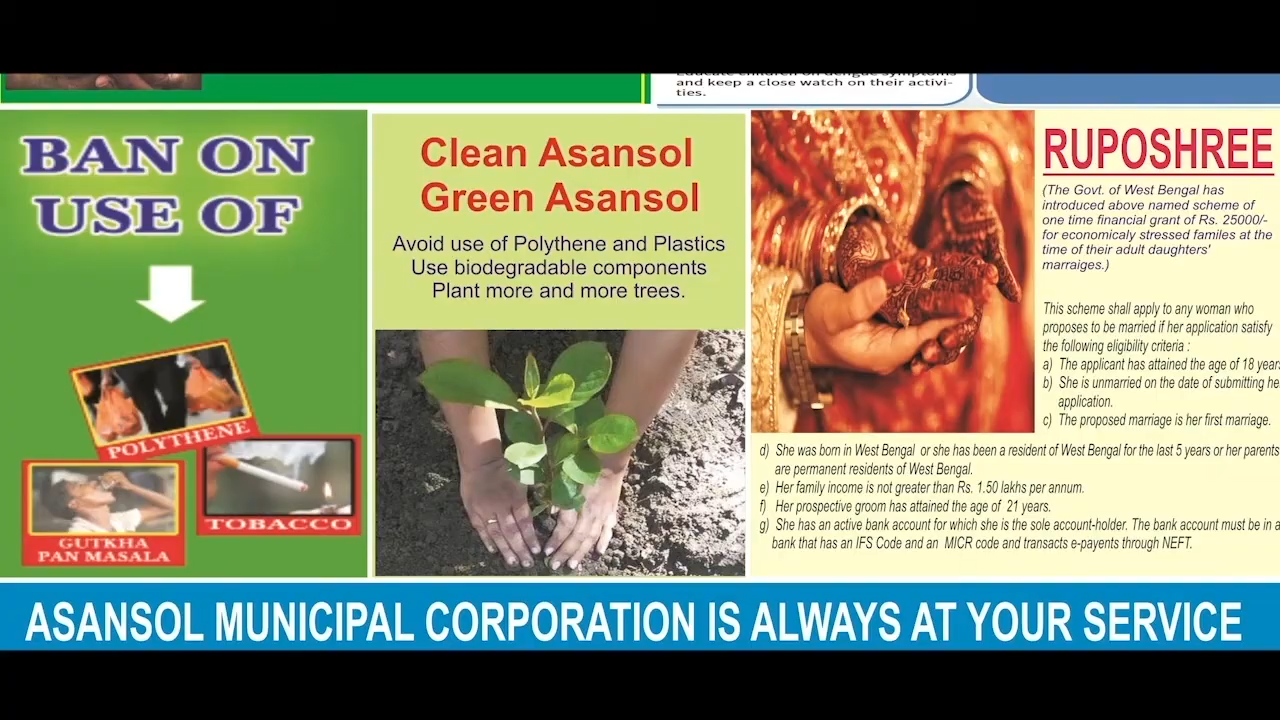 Educate children on dengue symptoms
and keep a close watch on their activi-
ties.
BAN ON
USE OF
POLYTHENE
TOBACCO
GUTKHA
PAN MASALA
Clean Asansol
Green Asansol
Avoid use of Polythene and Plastics
Use biodegradable components
Plant more and more trees.
RUPOSHREE
(The Govt. of West Bengal has
introduced above named scheme of
one time financial grant of Rs. 25000/-
for economicaly stressed familes at the
time of their adult daughters'
marraiges.)
This scheme shall apply to any woman who
proposes to be married if her application satisfy
the following eligibility criteria :
a) The applicant has attained the age of 18 years
b) She is unmarried on the date of submitting he
application.
c) The proposed marriage is her first marriage.
d) She was born in West Bengal or she has been a resident of West Bengal for the last 5 years or her parents
are permanent residents of West Bengal.
e) Her family income is not greater than Rs. 1.50 lakhs per annum.
f) Her prospective groom has attained the age of 21 years.
g) She has an active bank account for which she is the sole account-holder. The bank account must be in a
bank that has an IFS Code and an MICR code and transacts e-payents through NEFT.
ASANSOL MUNICIPAL CORPORATION IS ALWAYS AT YOUR SERVICE